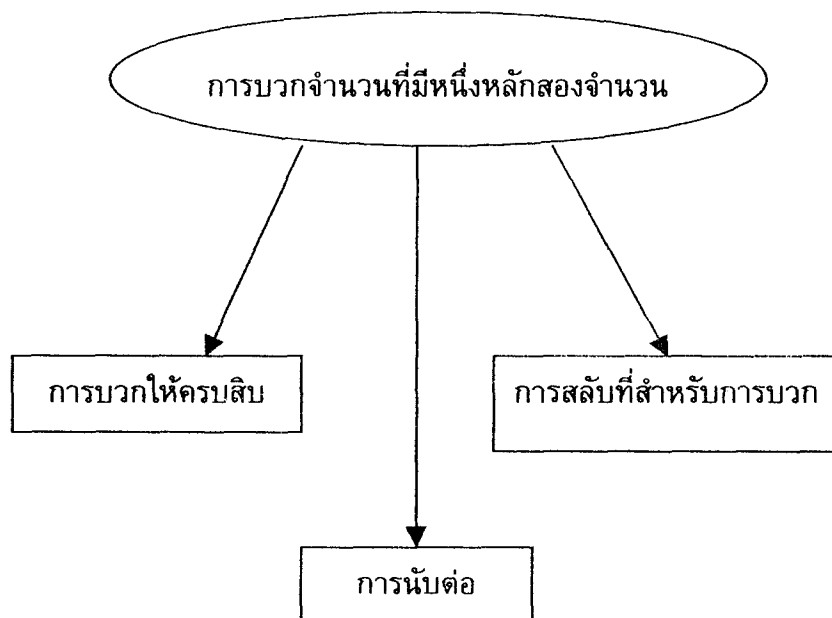 การบวกจำนวนที่มีหนึ่งหลักสองจำนวน
การบวกให้ครบสิบ
การสลับที่สำหรับการบวก
การนับต่อ